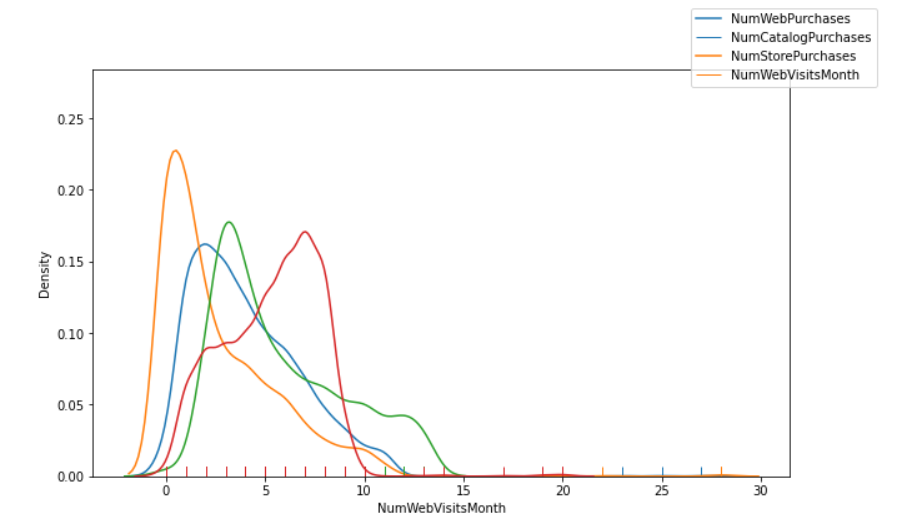 NumWebPurchases
NumCatalogPurchases
NumStorePurchases
NumWebVisitsMonth
0.25
0.20
0.15
0.10
0.05
0.00
Density
0 5 10 15 20 25 30
NumWebVisitsMonth